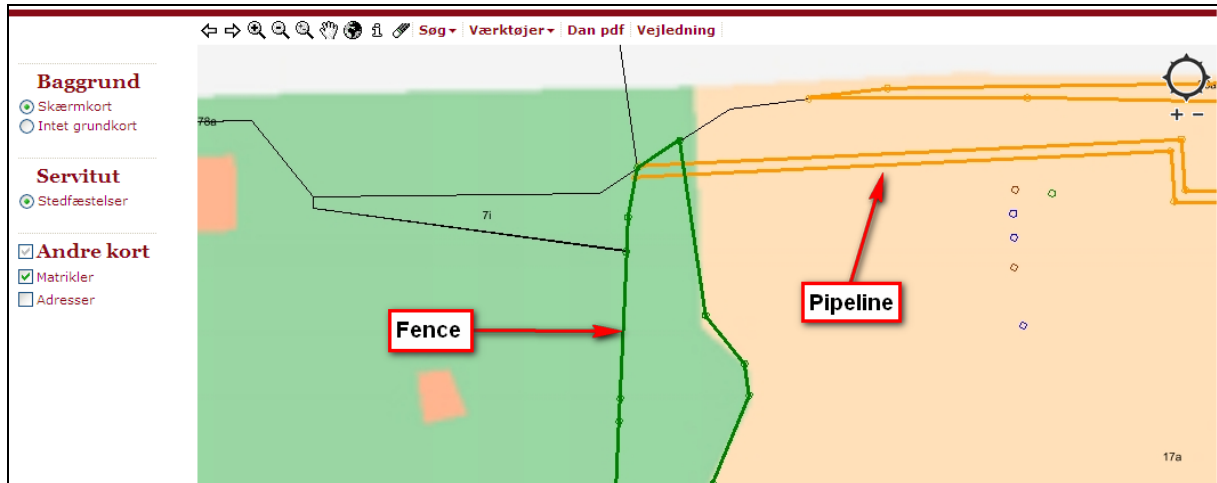 Søg Værktøjer Dan pdf Vejledning
Baggrund
Skærmkort
Intet grundkort
Servitut
Stedfæstelser
Andre kort
Matrikler
Adresser
78a
7i
Fence
Pipeline
17a